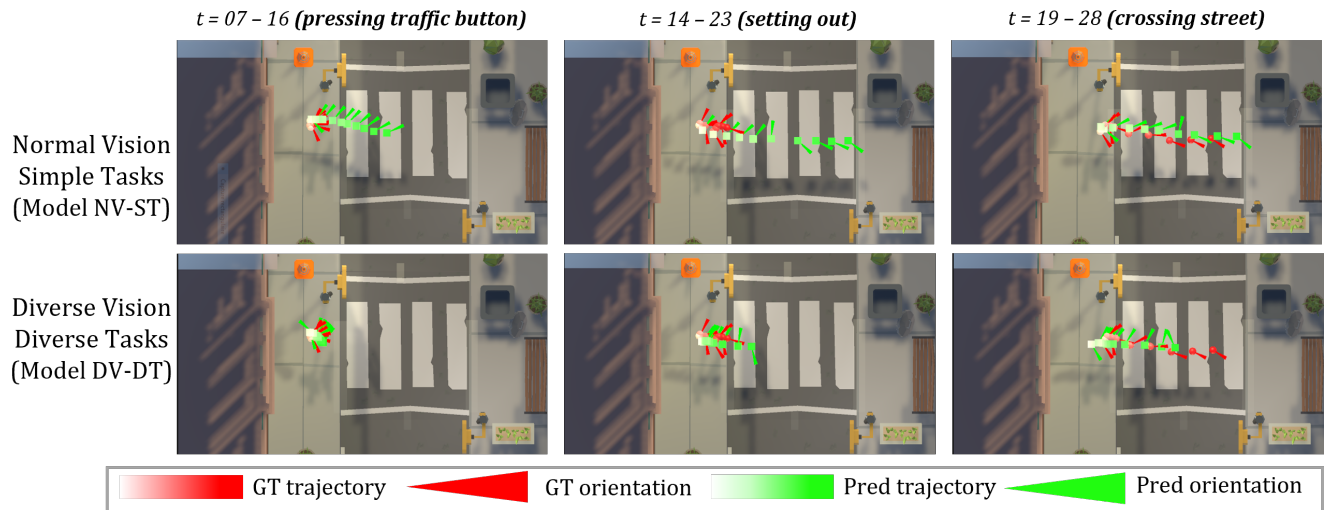 t = 07 – 16 (pressing traffic button)
t = 14 – 23 (setting out)
t = 19 – 28 (crossing street)
Normal Vision
Simple Tasks
(Model NV-ST)
Diverse Vision
Diverse Tasks
(Model DV-DT)
GT trajectory
GT orientation
Pred trajectory
Pred orientation